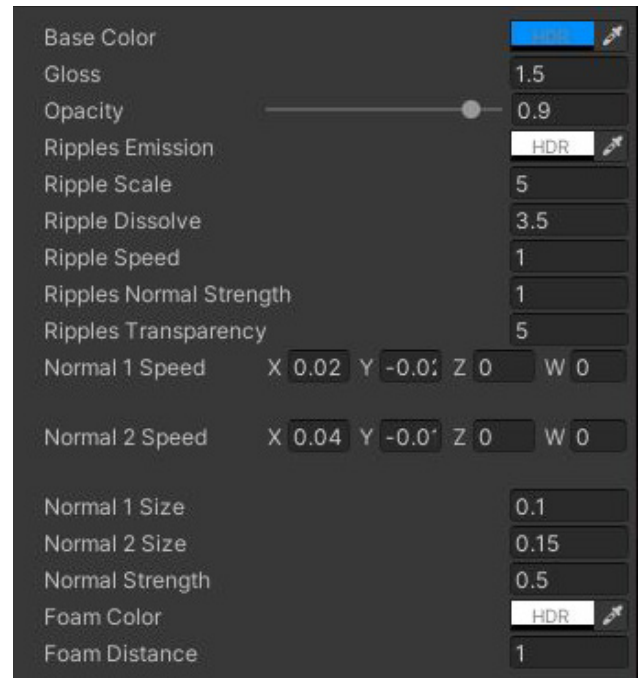 Base Color HDR
Gloss 1.5
Opacity 0.9
Ripples Emission HDR
Ripple Scale 5
Ripple Dissolve 3.5
Ripple Speed 1
Ripples Normal Strength 1
Ripples Transparency 5
Normal 1 Speed X 0.02 Y Z 0 W 0
Normal 2 Speed X 0.04 Y Z 0 W 0
Normal 1 Size 0.1
Normal 2 Size 0.15
Normal Strength 0.5
Foam Color HDR
Foam Distance 1